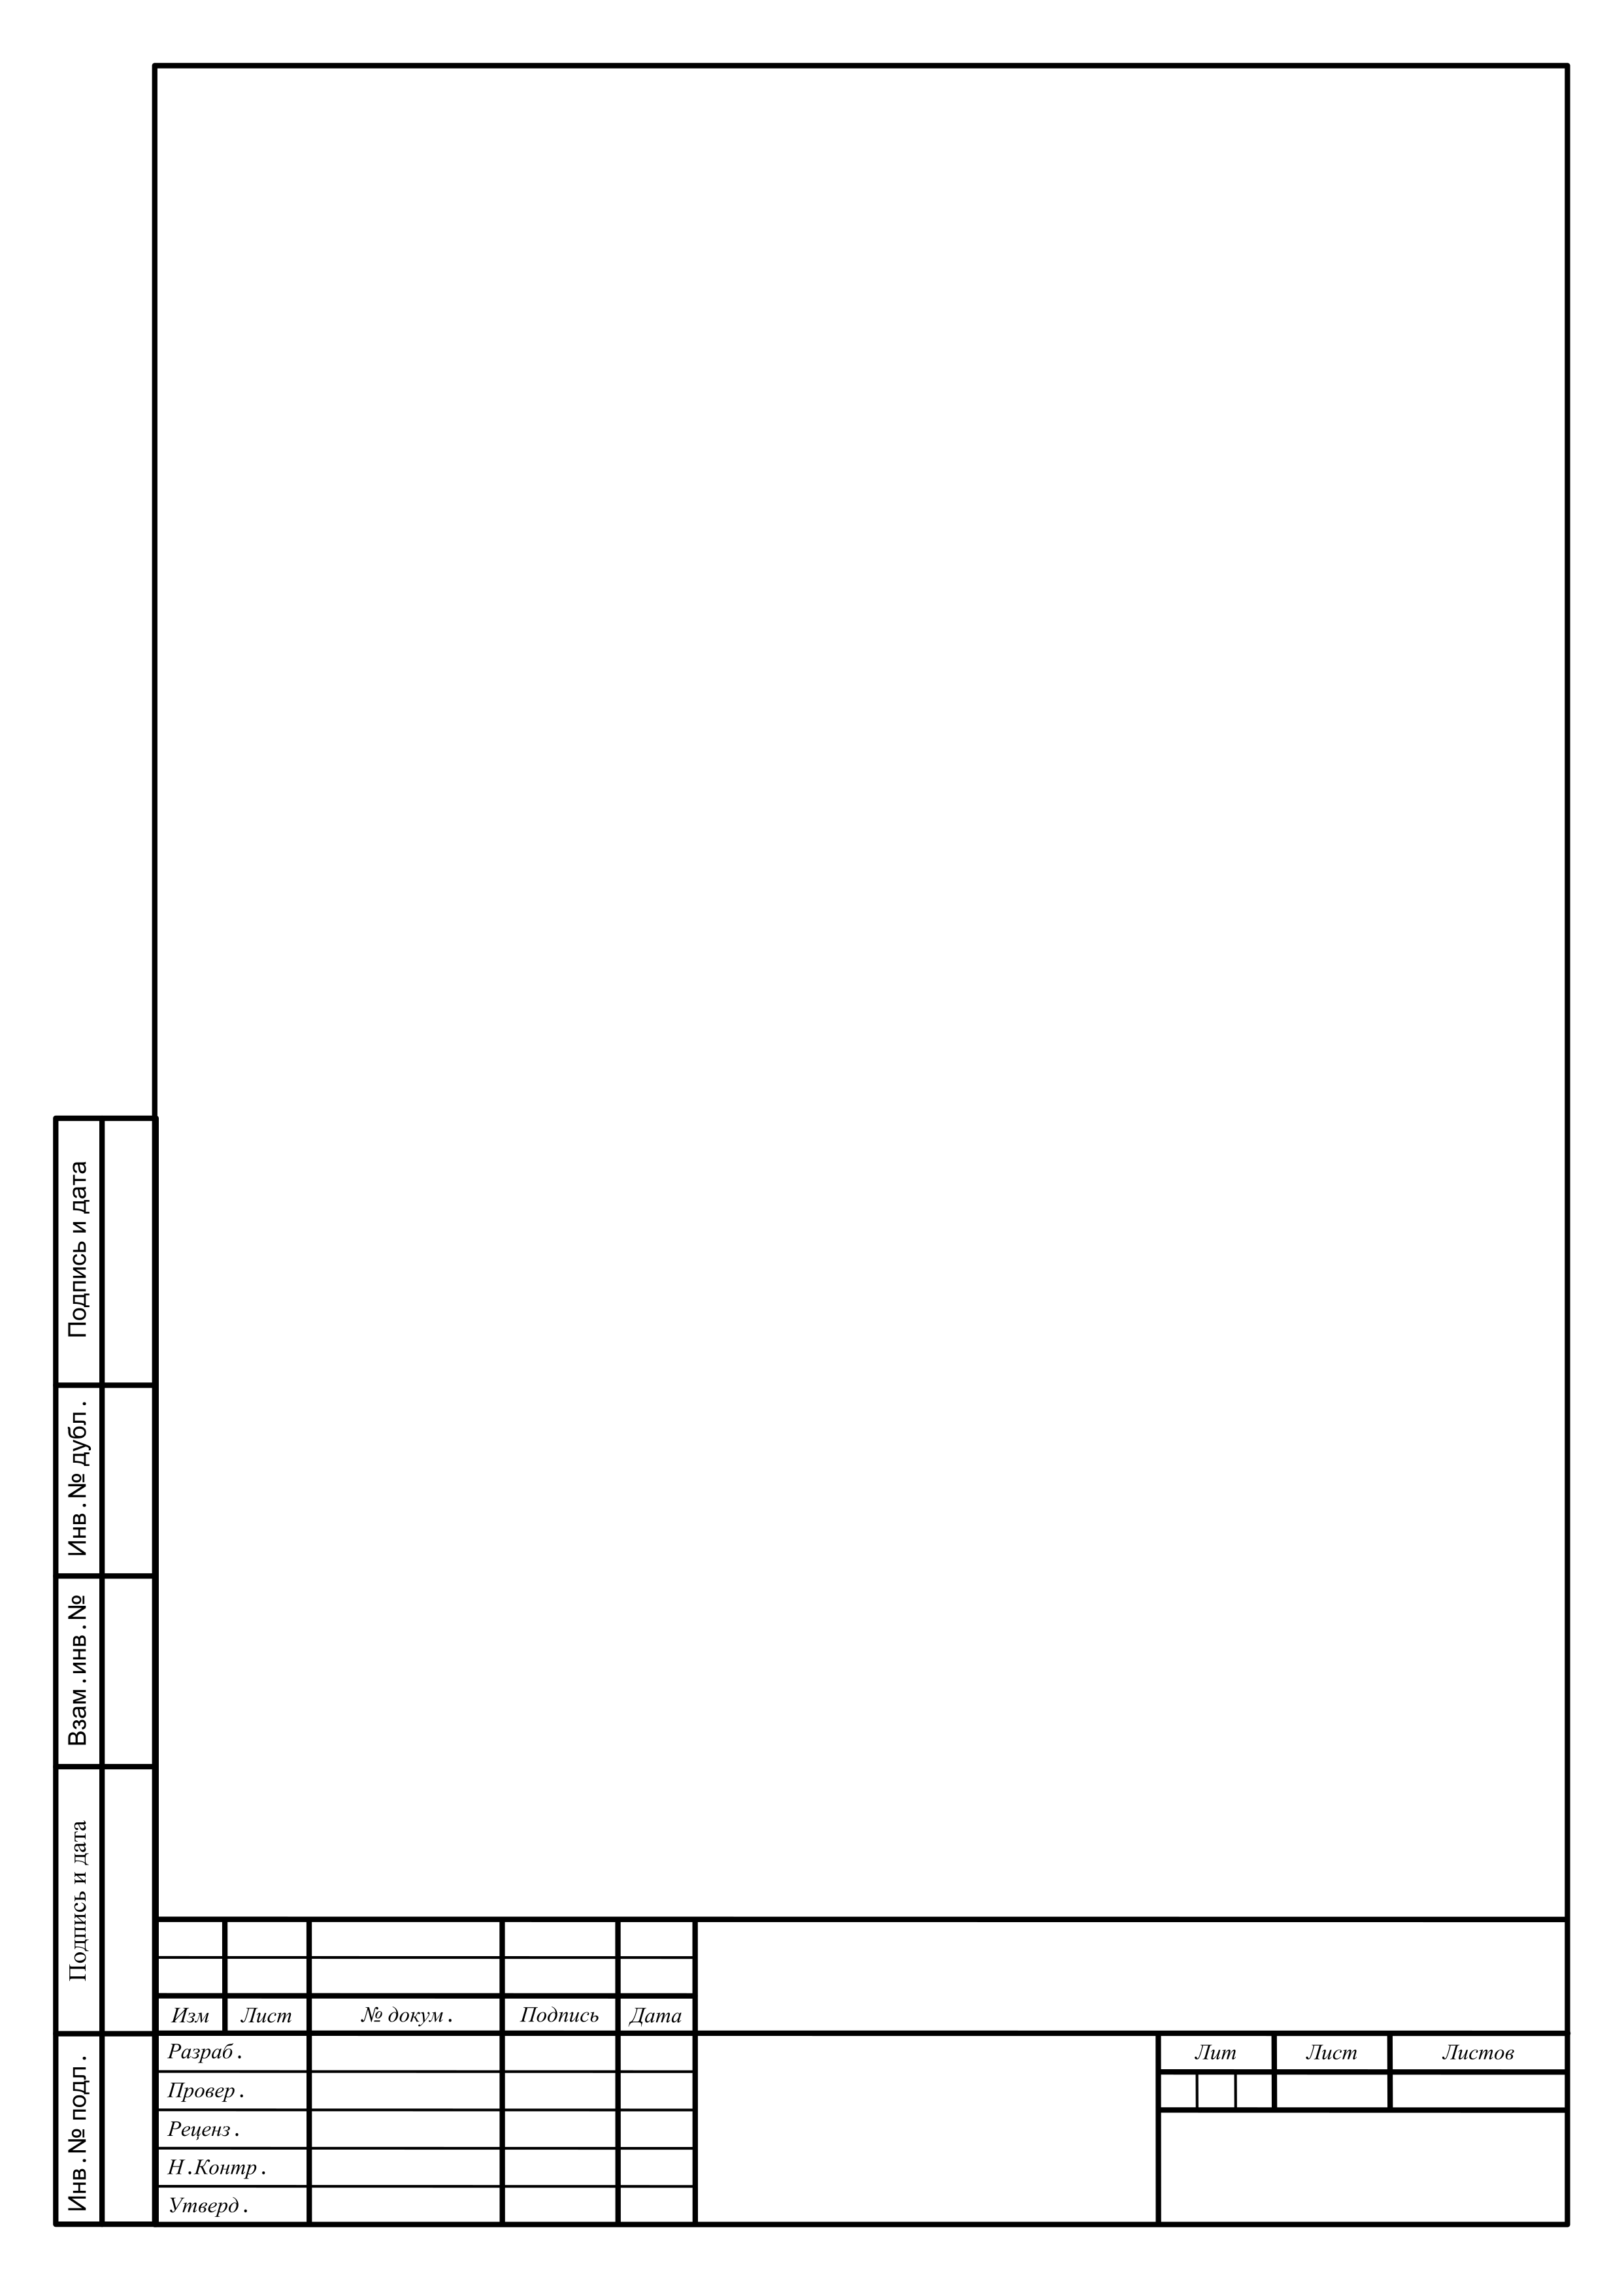 Подпись и дата
Инв.№ дубл.
Взам.инв.№
Подпись и дата
Инв.№ подл.
Изм Лист № докум. Подпись Дата
Разраб.
Провер.
Реценз.
Н.Контр.
Утверд.
Лит Лист Листов